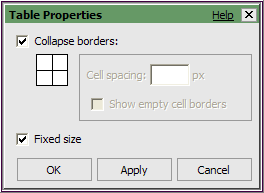 Table Properties Help
Collapse borders:
Cell spacing: px
Show empty cell borders
Fixed size
OK Apply Cancel